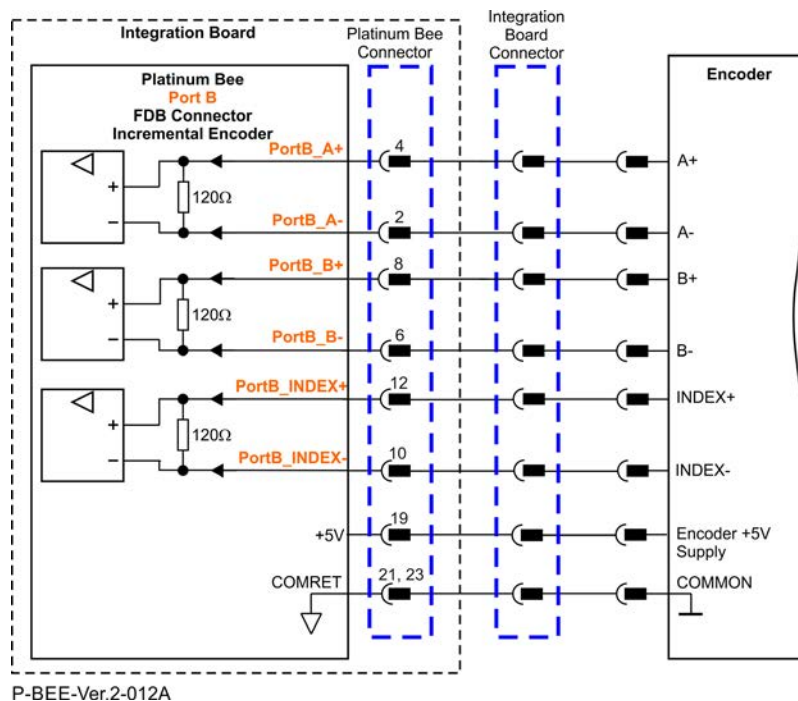 Integration Board
Platinum Bee
Connector
Integration
Board
Connector
Encoder
Platinum Bee
Port B
FDB Connector
Incremental Encoder
PortB_A+
4
A+
+
120Ω
-
PortB_A-
2
A-
PortB_B+
8
B+
+
120Ω
-
PortB_B-
6
B-
PortB_INDEX+
12
INDEX+
+
120Ω
-
PortB_INDEX-
10
INDEX-
+5V
19
Encoder +5V
Supply
COMRET
21, 23
COMMON
P-BEE-Ver.2-012A